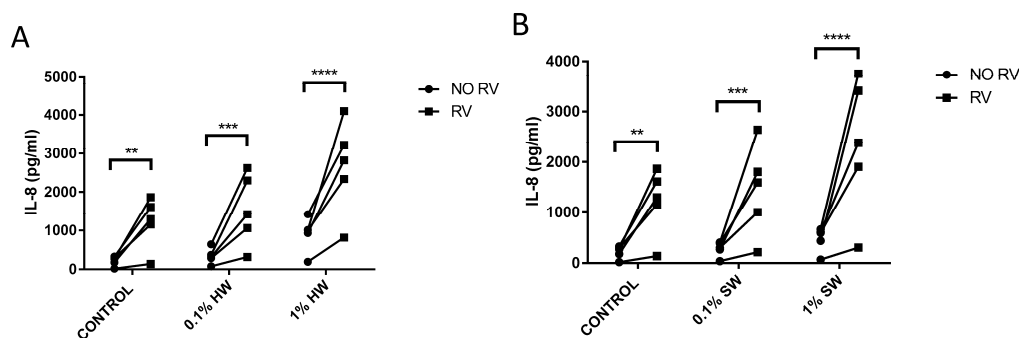 A
IL-8 (pg/ml)
5000
4000
3000
2000
1000
0
**
***
****
NO RV
RV
CONTROL
0.1% HW
1% HW
B
IL-8 (pg/ml)
4000
3000
2000
1000
0
**
***
****
NO RV
RV
CONTROL
0.1% SW
1% SW